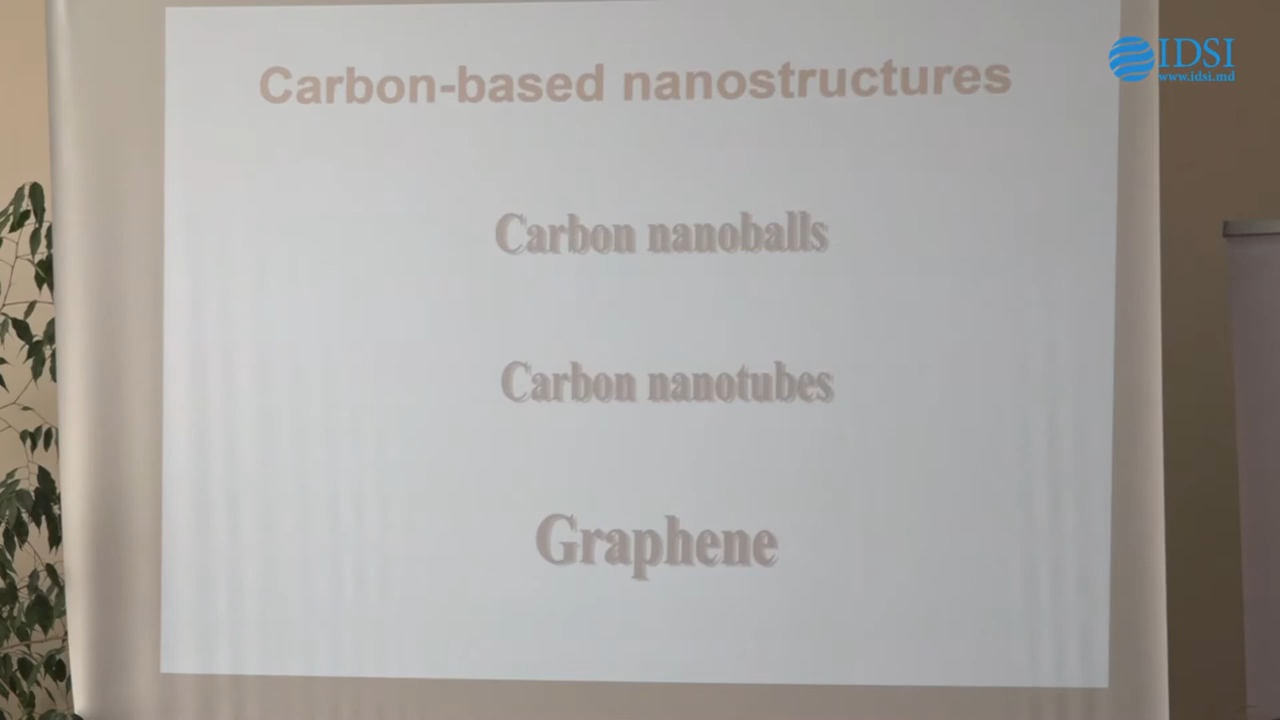 IDSI
www.idsi.md
Carbon-based nanostructures
Carbon nanoballs
Carbon nanotubes
Graphene